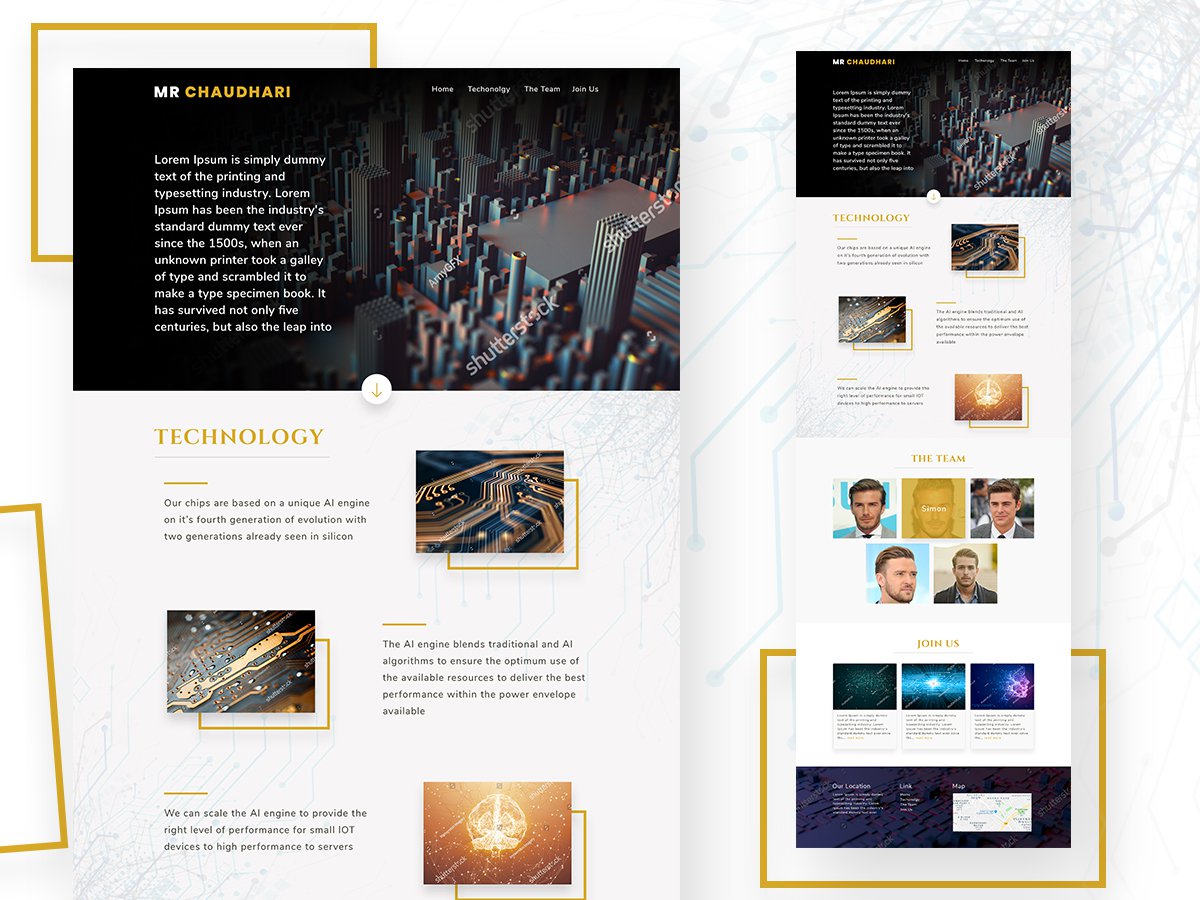 MR CHAUDHARI
Home Techonolgy The Team Join Us
Lorem Ipsum is simply dummy
text of the printing and
typesetting industry. Lorem
Ipsum has been the industry's
standard dummy text ever
since the 1500s, when an
unknown printer took a galley
of type and scrambled it to
make a type specimen book. It
has survived not only five
centuries, but also the leap into
shutterstock
AmyGFX
shutterstock
TECHNOLOGY
Our chips are based on a unique AI engine
on it's fourth generation of evolution with
two generations already seen in silicon
The AI engine blends traditional and AI
algorithms to ensure the optimum use of
the available resources to deliver the best
performance within the power envelope
available
We can scale the AI engine to provide the
right level of performance for small IOT
devices to high performance to servers
MR CHAUDHARI
Home Techonolgy The Team Join Us
Lorem Ipsum is simply dummy
text of the printing and
typesetting industry. Lorem
Ipsum has been the industry's
standard dummy text ever
since the 1500s, when an
unknown printer took a galley
of type and scrambled it to
make a type specimen book. It
has survived not only five
centuries, but also the leap into
shutterstock
TECHNOLOGY
Our chips are based on a unique AI engine
on it's fourth generation of evolution with
two generations already seen in silicon
The AI engine blends traditional and AI
algorithms to ensure the optimum use of
the available resources to deliver the best
performance within the power envelope
available
We can scale the AI engine to provide the
right level of performance for small IOT
devices to high performance to servers
THE TEAM
Simon
JOIN US
Our Location
Link
Home
Techonolgy
The Team
Join Us
Map